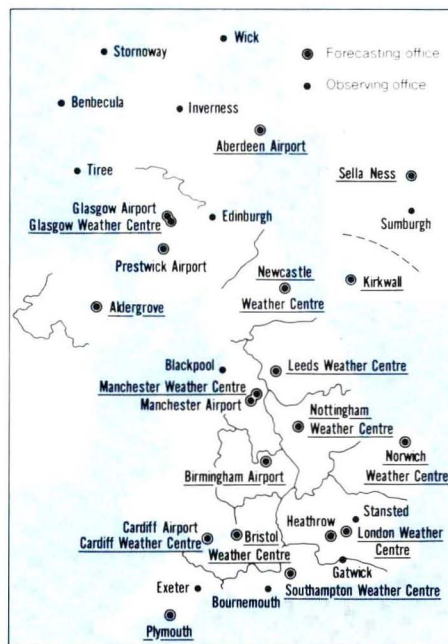 Wick
Stornoway
Forecasting office
Observing office
Benbecula
Inverness
Aberdeen Airport
Tiree
Sella Ness
Glasgow Airport
Glasgow Weather Centre
Edinburgh
Sumburgh
Prestwick Airport
Newcastle
Weather Centre
Kirkwall
Aldergrove
Blackpool
Leeds Weather Centre
Manchester Weather Centre
Manchester Airport
Nottingham
Weather Centre
Norwich
Weather Centre
Birmingham Airport
Stansted
Cardiff Airport
Cardiff Weather Centre
Bristol
Weather Centre
Heathrow
London Weather
Centre
Gatwick
Exeter
Bournemouth
Southampton Weather Centre
Plymouth